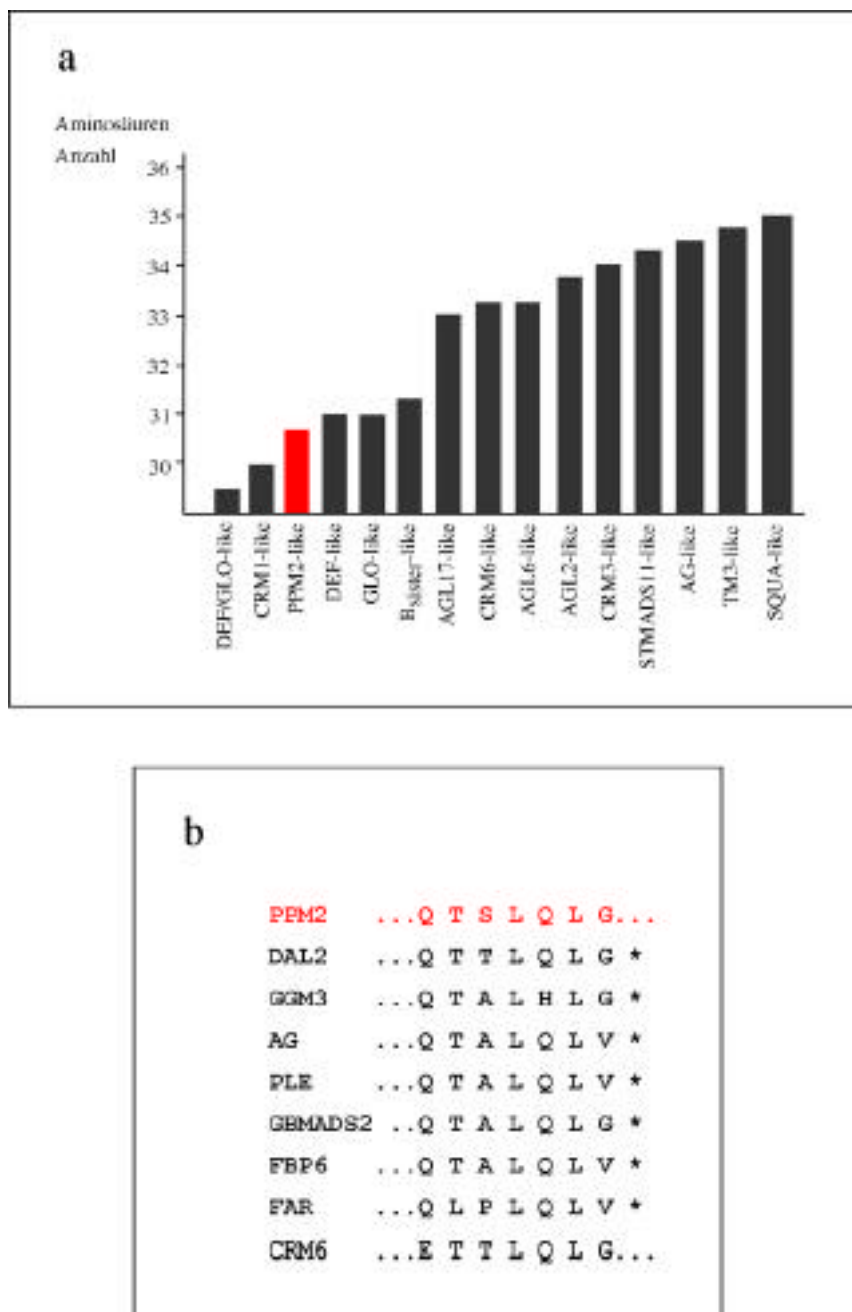 a
Aminosäuren
Anzahl
36
35
34
33
32
31
30
DEF/GLO-like
CRM1-like
PPM2-like
DEF-like
GLO-like
Bsister-like
AGL17-like
CRM6-like
AGL6-like
AGL2-like
CRM3-like
STMADS11-like
AG-like
TM3-like
SQUA-like
b
PPM2 ...Q T S L Q L G...
DAL2 ...Q T T L Q L G *
GGM3 ...Q T A L H L G *
AG ...Q T A L Q L V *
PLE ...Q T A L Q L V *
GBMADS2 ..Q T A L Q L G *
FBP6 ...Q T A L Q L V *
FAR ...Q L P L Q L V *
CRM6 ...E T T L Q L G...